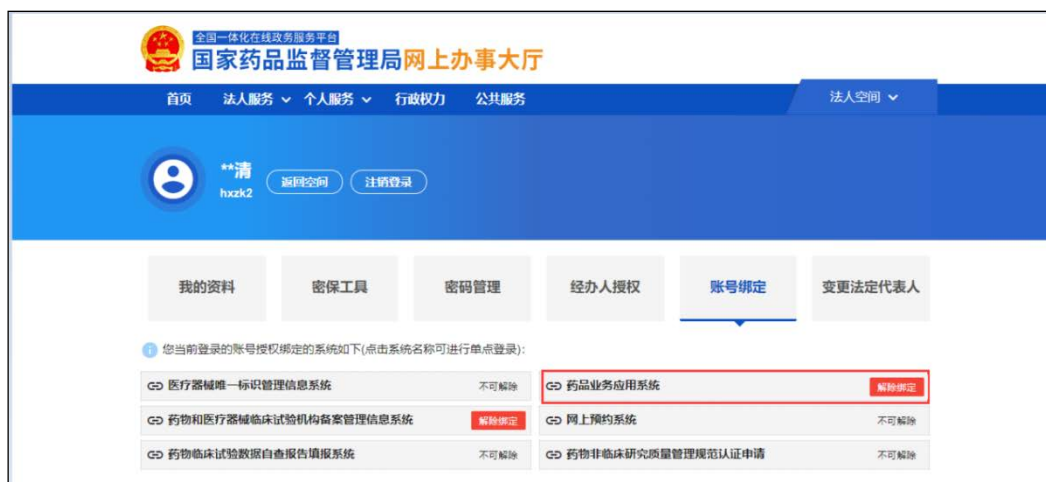 全国一体化在线政务服务平台
国家药品监督管理局网上办事大厅
首页 法人服务 个人服务 行政权力 公共服务 法人空间
**清
hxzk2
返回空间 注销登录
我的资料 密保工具 密码管理 经办人授权 账号绑定 变更法定代表人
您当前登录的账号授权绑定的系统如下(点击系统名称可进行单点登录):
医疗器械唯一标识管理信息系统 不可解除 药品业务应用系统 解除绑定
药物和医疗器械临床试验机构备案管理信息系统 解除绑定 网上预约系统 不可解除
药物临床试验数据自查报告填报系统 不可解除 药物非临床研究质量管理规范认证申请 不可解除